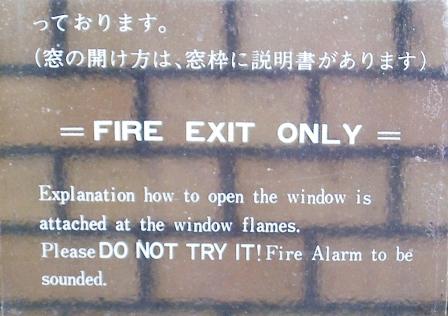 っております。
(窓の開け方は、窓枠に説明書があります)
= FIRE EXIT ONLY =
Explanation how to open the window is
attached at the window flames.
Please DO NOT TRY IT! Fire Alarm to be
sounded.